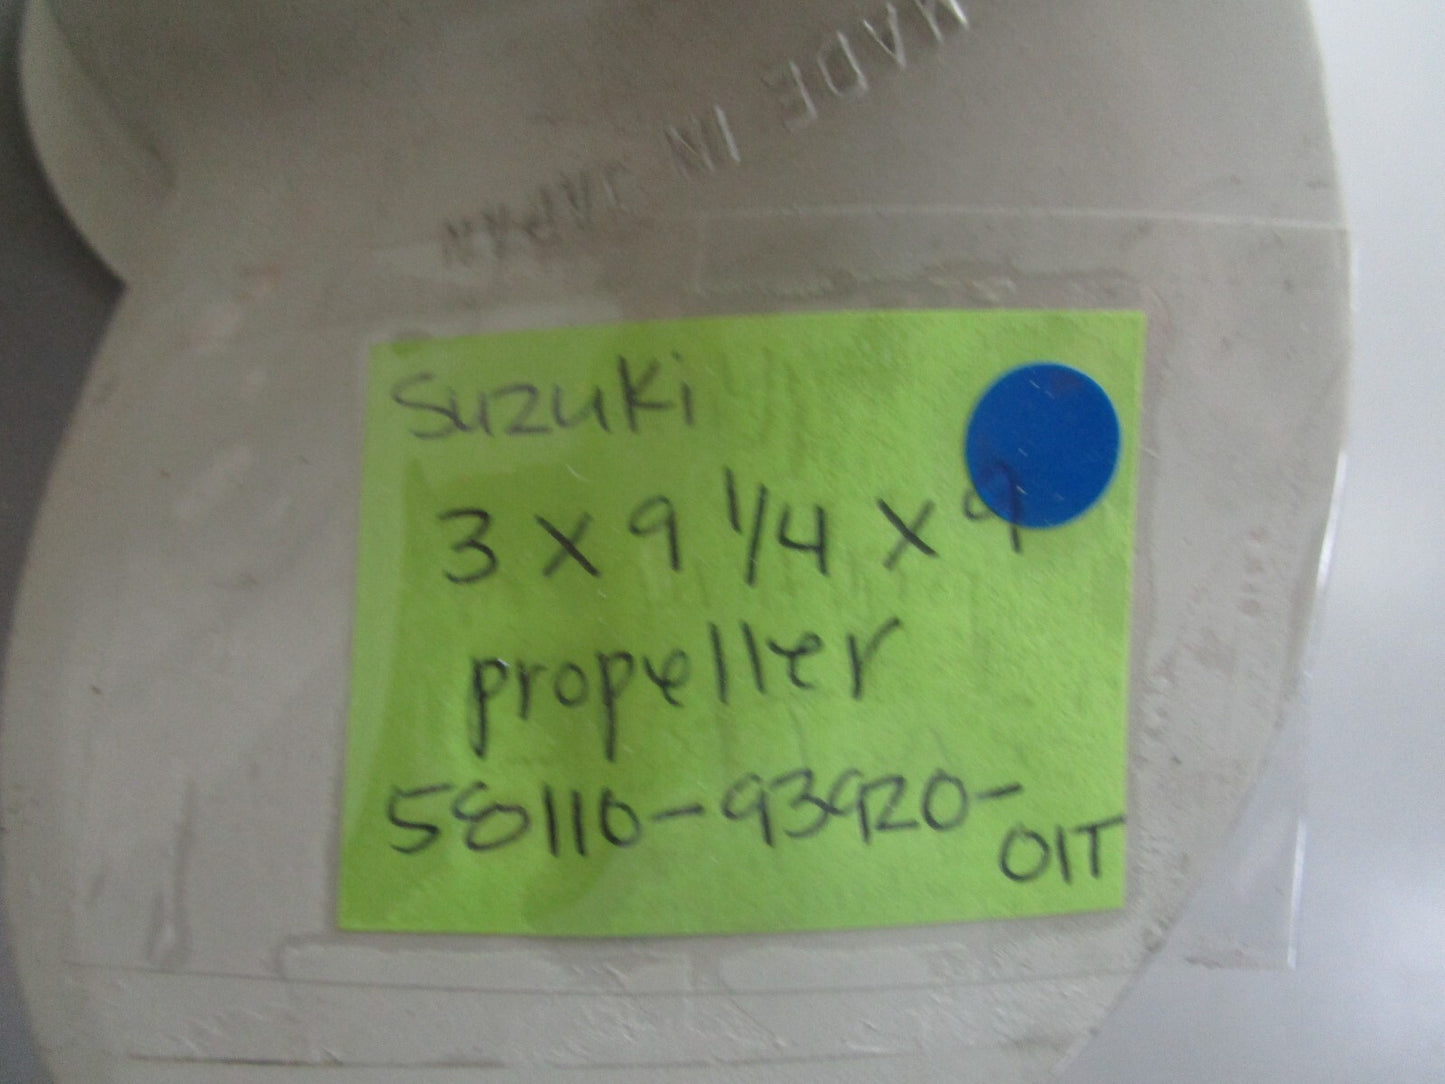 MADE IN JAPAN
Suzuki
3 X 9 1/4 X 9
propeller
58110-93920-
01T